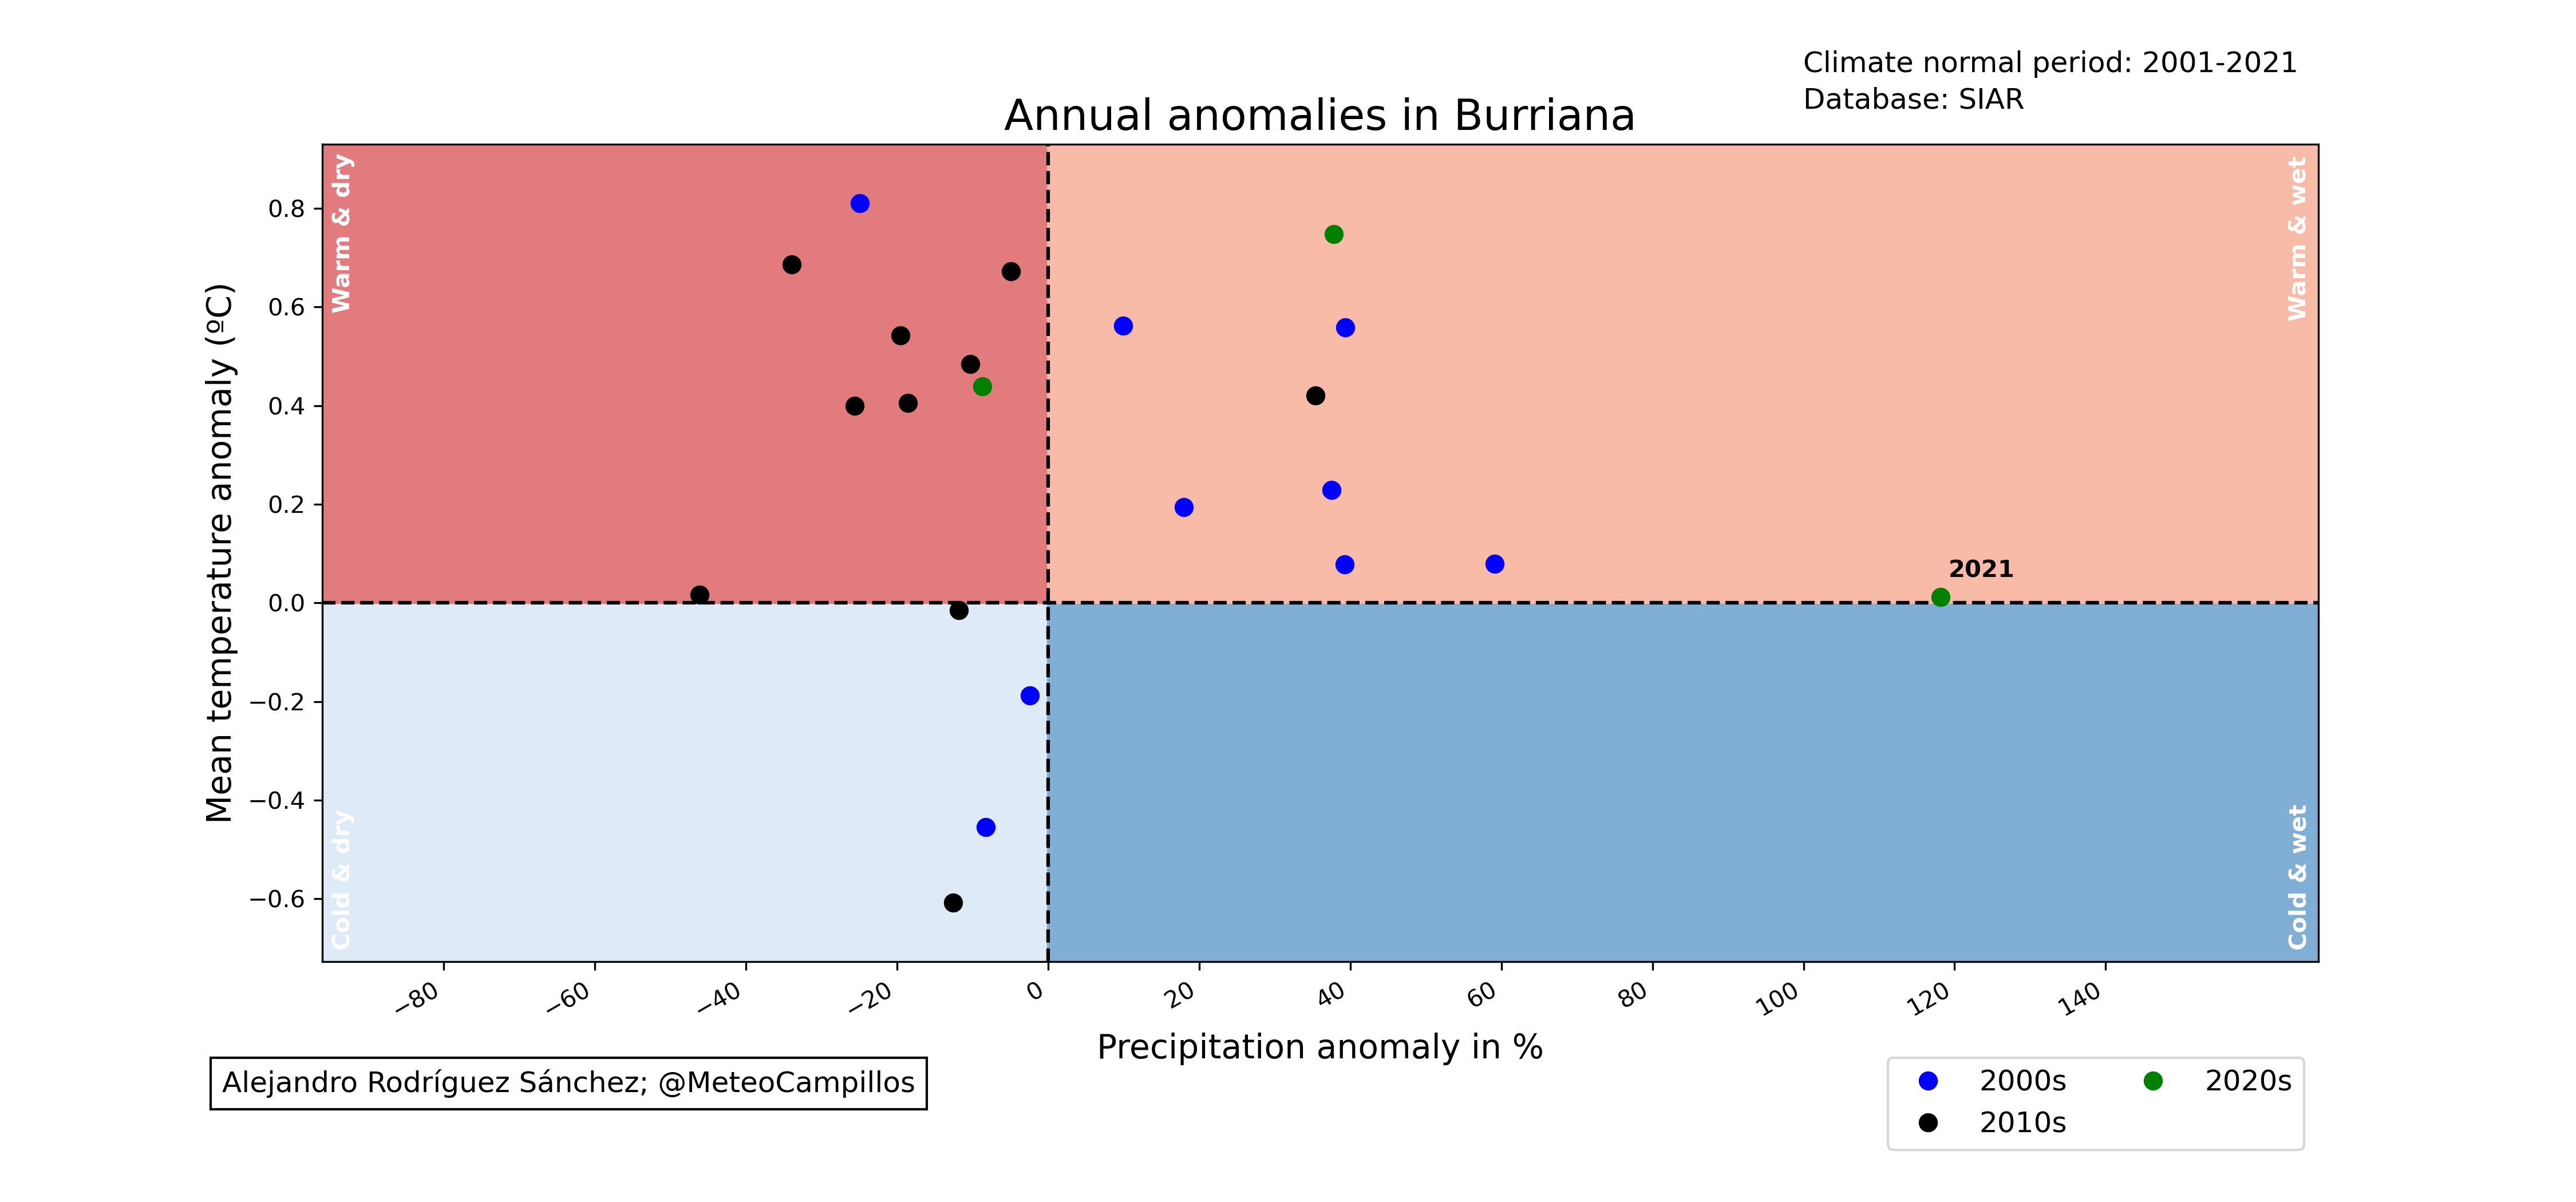 Climate normal period: 2001-2021
Database: SIAR
Annual anomalies in Burriana
Warm & dry
Warm & wet
Mean temperature anomaly (ºC)
0.8
0.6
0.4
0.2
0.0
−0.2
−0.4
−0.6
2021
Cold & dry
Cold & wet
−80
−60
−40
−20
0
20
40
60
80
100
120
140
Precipitation anomaly in %
Alejandro Rodríguez Sánchez; @MeteoCampillos
2000s
2010s
2020s